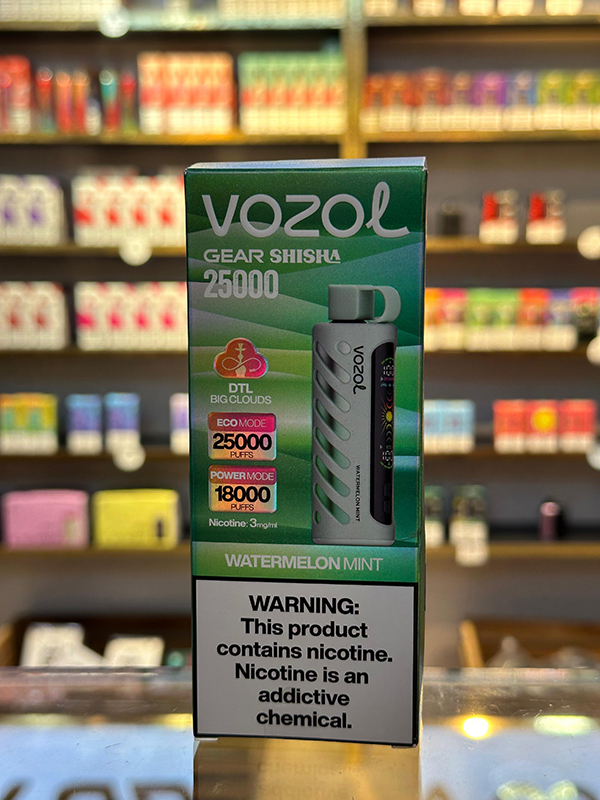 VOZOL
GEAR SHISHA
25000
DTL
BIG CLOUDS
ECO MODE
25000
PUFFS
POWER MODE
18000
PUFFS
Nicotine: 3mg/ml
VOZOL
WATERMELON MINT
WATERMELON MINT
WARNING:
This product
contains nicotine.
Nicotine is an
addictive
chemical.